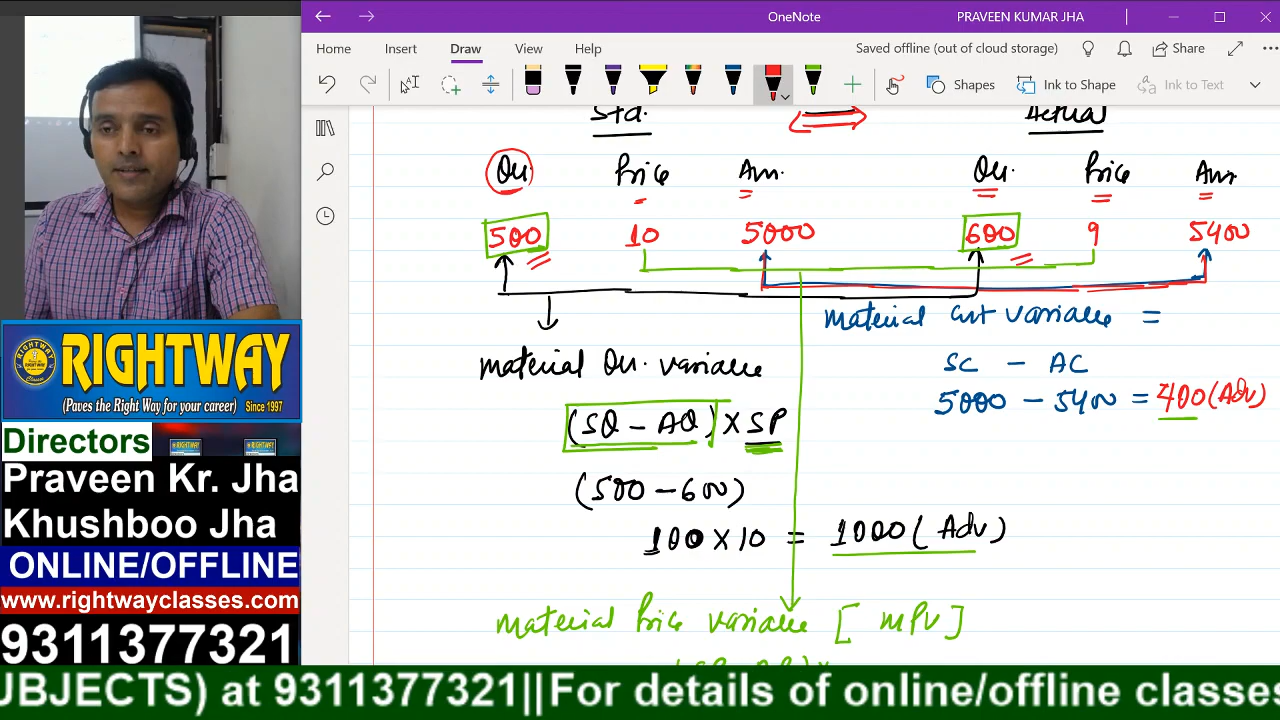 OneNote
PRAVEEN KUMAR JHA
Home Insert Draw View Help
Saved offline (out of cloud storage)
Share
Shapes
Ink to Shape
Ink to Text
Std. Actual
Qu. Price Am. Qu. Price Am
500 10 5000 600 9 5400
material cost variance =
SC - AC
5000 - 5400 = 400 (Adv)
material Qu. variance
(SQ - AQ) × SP
(500 - 600)
100 × 10 = 1000 (Adv)
material Price variance [ MPV ]
RIGHTWAY
(Paves the Right Way for your career) Since 1997
Directors
Praveen Kr. Jha
Khushboo Jha
ONLINE/OFFLINE
www.rightwayclasses.com
9311377321
UBJECTS) at 9311377321||For details of online/offline classes